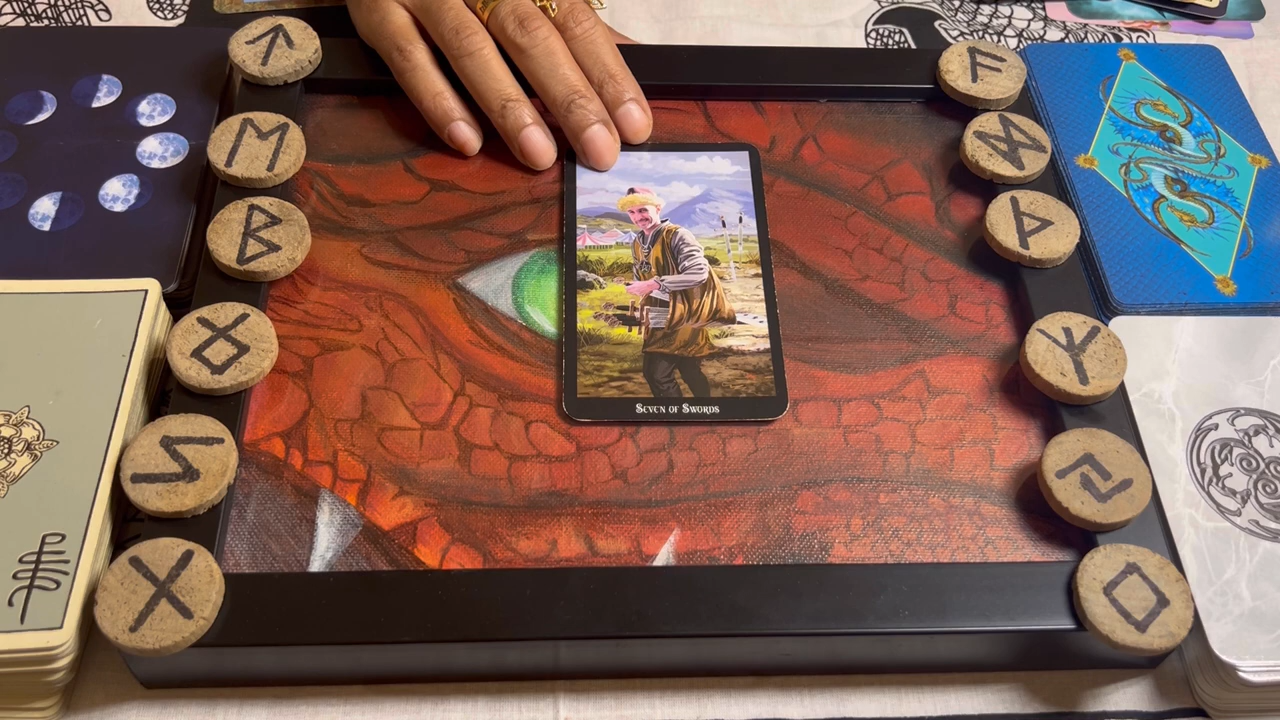 ᛏ
ᛖ
ᛒ
ᛟ
ᛊ
ᚷ
SEVEN OF SWORDS
ᚨ
ᛞ
ᚦ
ᛉ
ᛃ
ᛜ